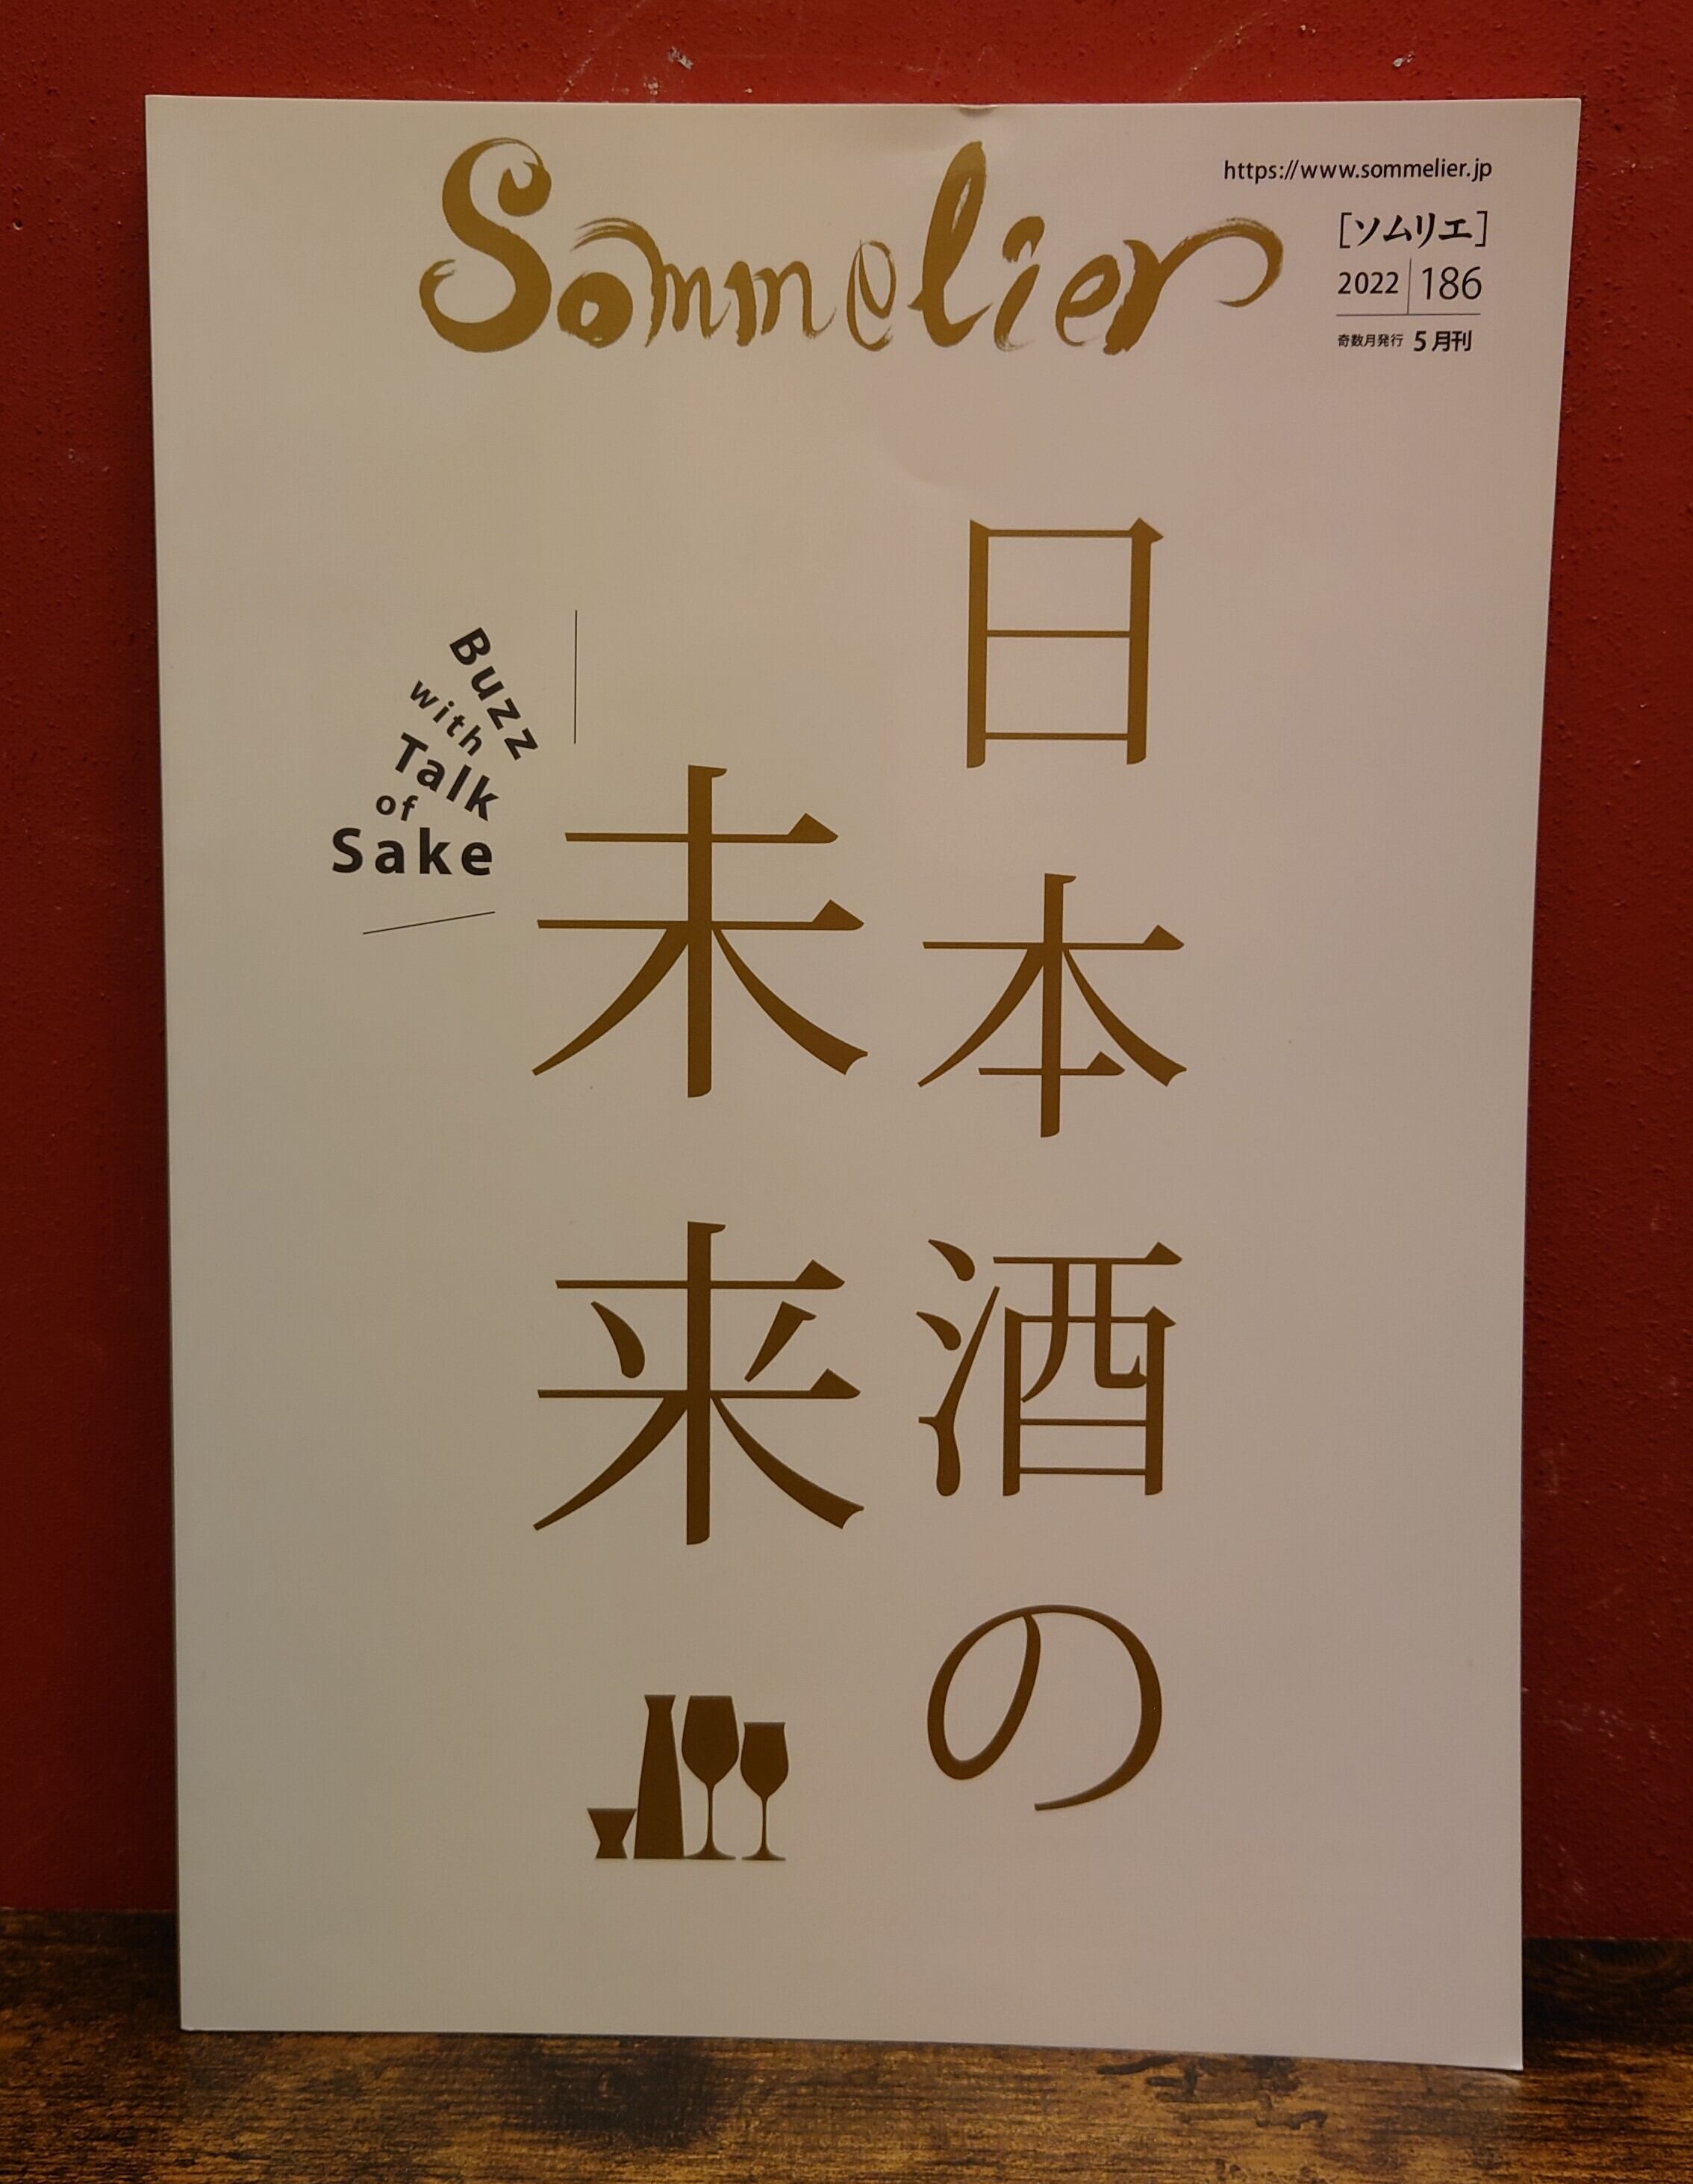 Sommelier
https://www.sommelier.jp
[ソムリエ]
2022 | 186
奇数月発行 5月刊
日本酒の
未来
Buzz
with
Talk
of
Sake